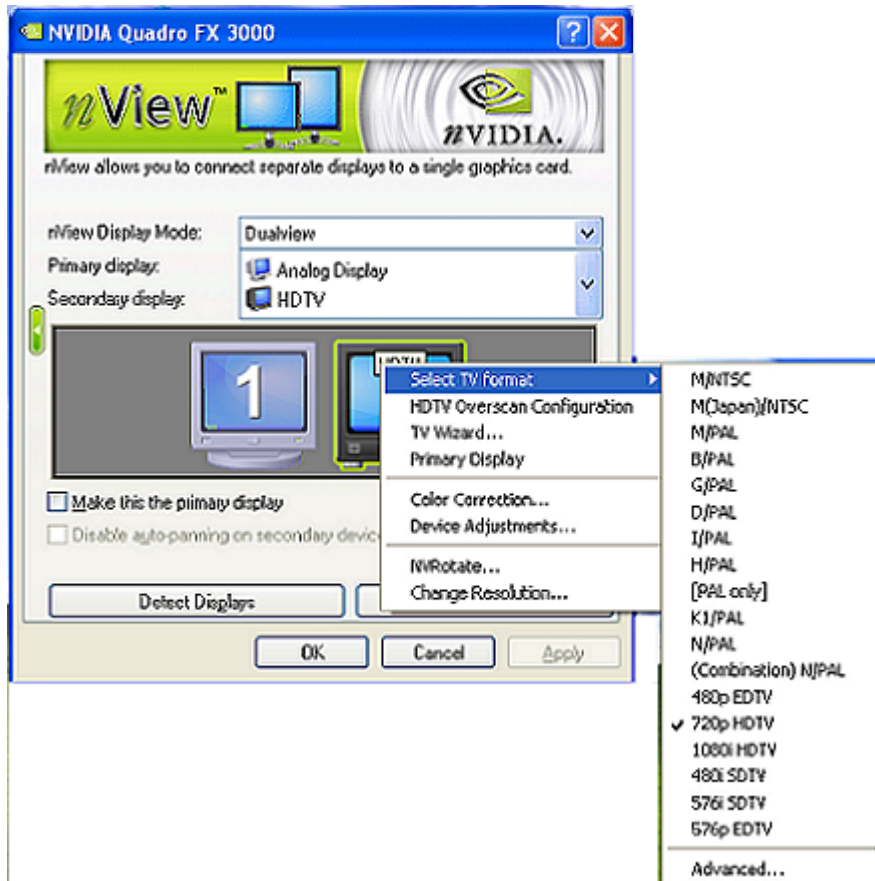 NVIDIA Quadro FX 3000
nView™
nVIDIA.
nView allows you to connect separate displays to a single graphics card.
nView Display Mode:
Dualview
Primary display:
Analog Display
Secondary display:
HDTV
1
Select TV format
HDTV Overscan Configuration
TV Wizard...
Primary Display
Color Correction...
Device Adjustments...
NVRotate...
Change Resolution...
Make this the primary display
Disable auto-panning on secondary
Detect Displays
OK
Cancel
Apply
M/NTSC
M(Japan)/NTSC
M/PAL
B/PAL
G/PAL
D/PAL
I/PAL
H/PAL
[PAL only]
K1/PAL
N/PAL
(Combination) N/PAL
480p EDTV
720p HDTV
1080i HDTV
480i SDTV
576i SDTV
576p EDTV
Advanced...